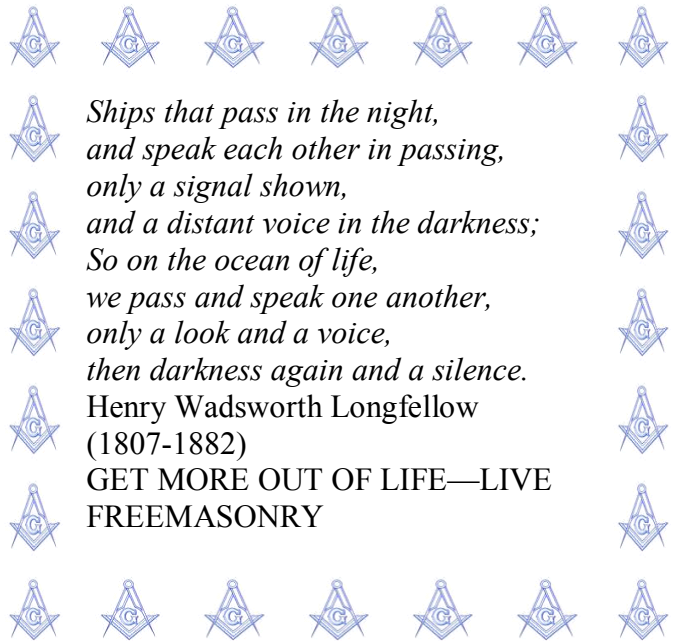 Ships that pass in the night,
and speak each other in passing,
only a signal shown,
and a distant voice in the darkness;
So on the ocean of life,
we pass and speak one another,
only a look and a voice,
then darkness again and a silence.
Henry Wadsworth Longfellow
(1807-1882)
GET MORE OUT OF LIFE—LIVE
FREEMASONRY